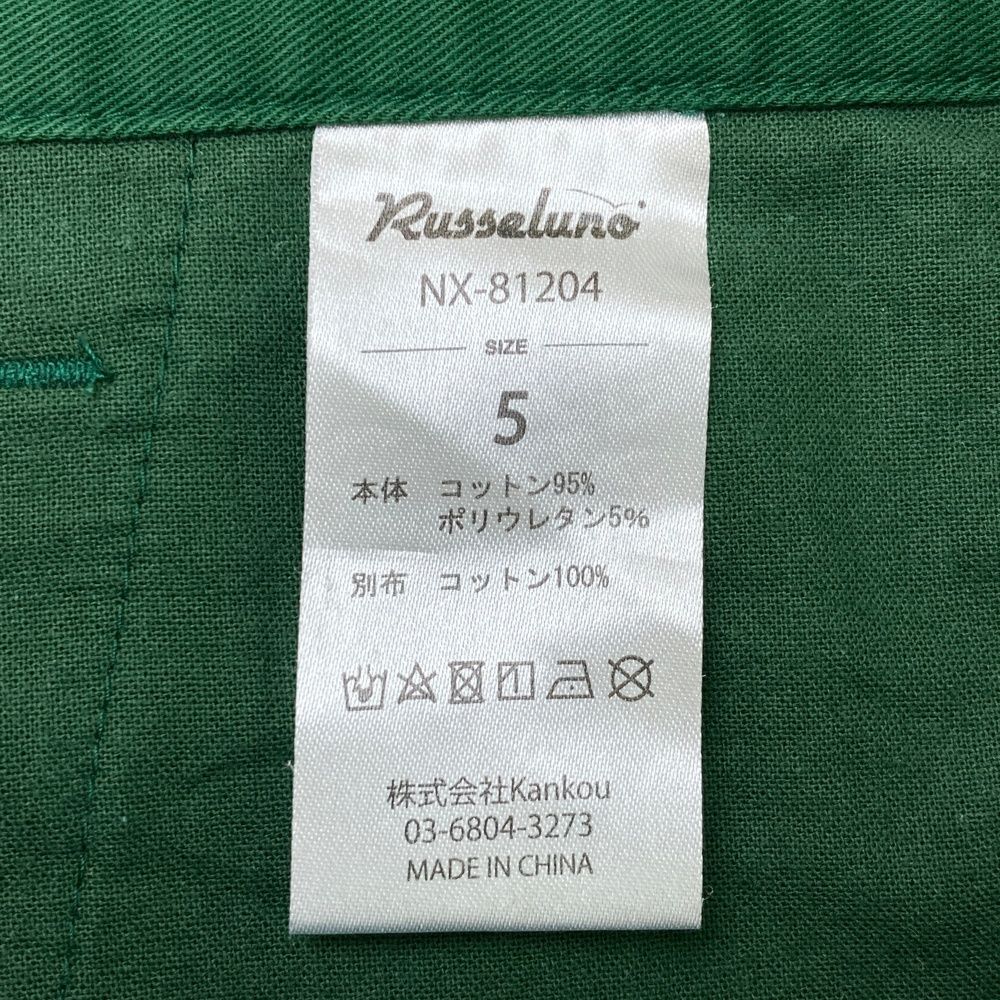 Russeluno
NX-81204
SIZE
5
本体 コットン95%
ポリウレタン5%
別布 コットン100%
株式会社Kankou
03-6804-3273
MADE IN CHINA